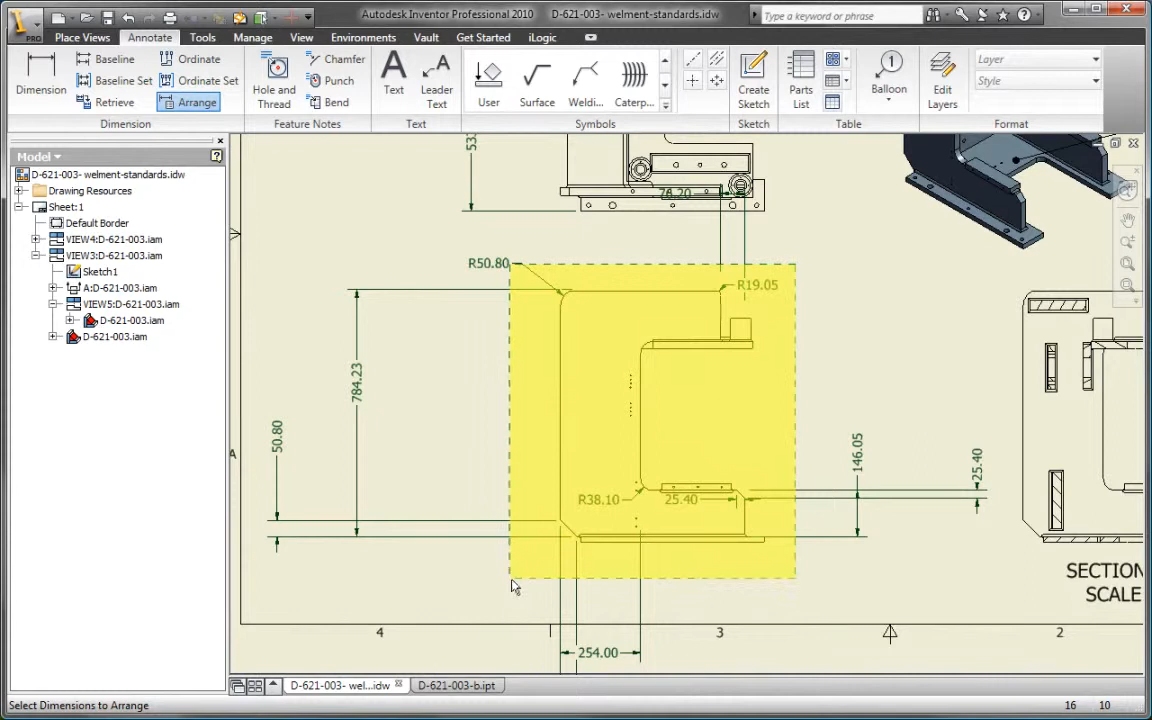 Autodesk Inventor Professional 2010 D-621-003- welment-standards.idw
Type a keyword or phrase
PRO
Place Views Annotate Tools Manage View Environments Vault Get Started iLogic
Dimension
Baseline
Baseline Set
Retrieve
Ordinate
Ordinate Set
Arrange
Dimension
Hole and
Thread
Chamfer
Punch
Bend
Feature Notes
Text
Leader
Text
Text
User
Surface
Weldi...
Caterp...
Symbols
Create
Sketch
Sketch
Parts
List
Balloon
Table
Edit
Layers
Layer
Style
Format
Model
D-621-003- welment-standards.idw
Drawing Resources
Sheet:1
Default Border
VIEW4:D-621-003.iam
VIEW3:D-621-003.iam
Sketch1
A:D-621-003.iam
VIEW5:D-621-003.iam
D-621-003.iam
D-621-003.iam
533
76.20
R50.80
R19.05
784.23
50.80
146.05
25.40
R38.10
25.40
A
SECTION
SCALE
4
3
2
254.00
D-621-003- wel...idw
D-621-003-b.ipt
Select Dimensions to Arrange
16 10